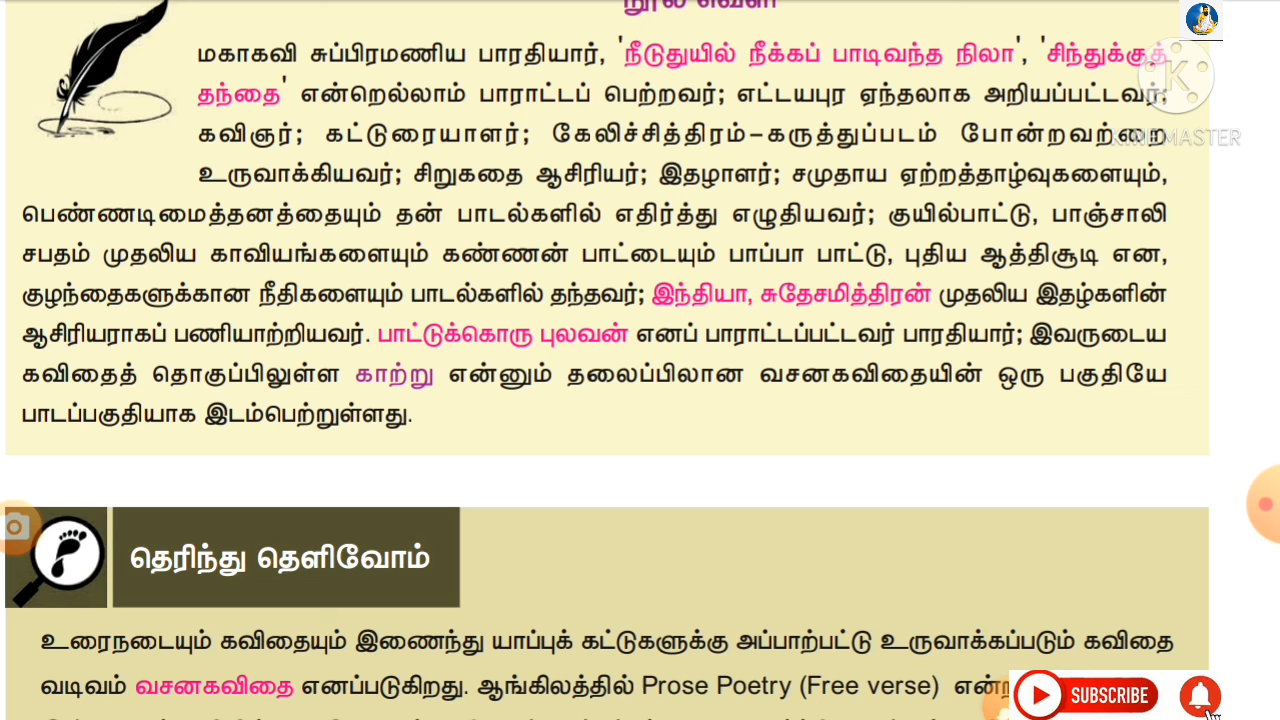 நூல் வெளி
மகாகவி சுப்பிரமணிய பாரதியார், 'நீடுதுயில் நீக்கப் பாடிவந்த நிலா', 'சிந்துக்குத்
தந்தை' என்றெல்லாம் பாராட்டப் பெற்றவர்; எட்டயபுர ஏந்தலாக அறியப்பட்டவர்;
கவிஞர்; கட்டுரையாளர்; கேலிச்சித்திரம்–கருத்துப்படம் போன்றவற்றை
KINEMASTER
உருவாக்கியவர்; சிறுகதை ஆசிரியர்; இதழாளர்; சமுதாய ஏற்றத்தாழ்வுகளையும்,
பெண்ணடிமைத்தனத்தையும் தன் பாடல்களில் எதிர்த்து எழுதியவர்; குயில்பாட்டு, பாஞ்சாலி
சபதம் முதலிய காவியங்களையும் கண்ணன் பாட்டையும் பாப்பா பாட்டு, புதிய ஆத்திசூடி என,
குழந்தைகளுக்கான நீதிகளையும் பாடல்களில் தந்தவர்; இந்தியா, சுதேசமித்திரன் முதலிய இதழ்களின்
ஆசிரியராகப் பணியாற்றியவர். பாட்டுக்கொரு புலவன் எனப் பாராட்டப்பட்டவர் பாரதியார்; இவருடைய
கவிதைத் தொகுப்பிலுள்ள காற்று என்னும் தலைப்பிலான வசனகவிதையின் ஒரு பகுதியே
பாடப்பகுதியாக இடம்பெற்றுள்ளது.
தெரிந்து தெளிவோம்
உரைநடையும் கவிதையும் இணைந்து யாப்புக் கட்டுகளுக்கு அப்பாற்பட்டு உருவாக்கப்படும் கவிதை
வடிவம் வசனகவிதை எனப்படுகிறது. ஆங்கிலத்தில் Prose Poetry (Free verse)
SUBSCRIBE